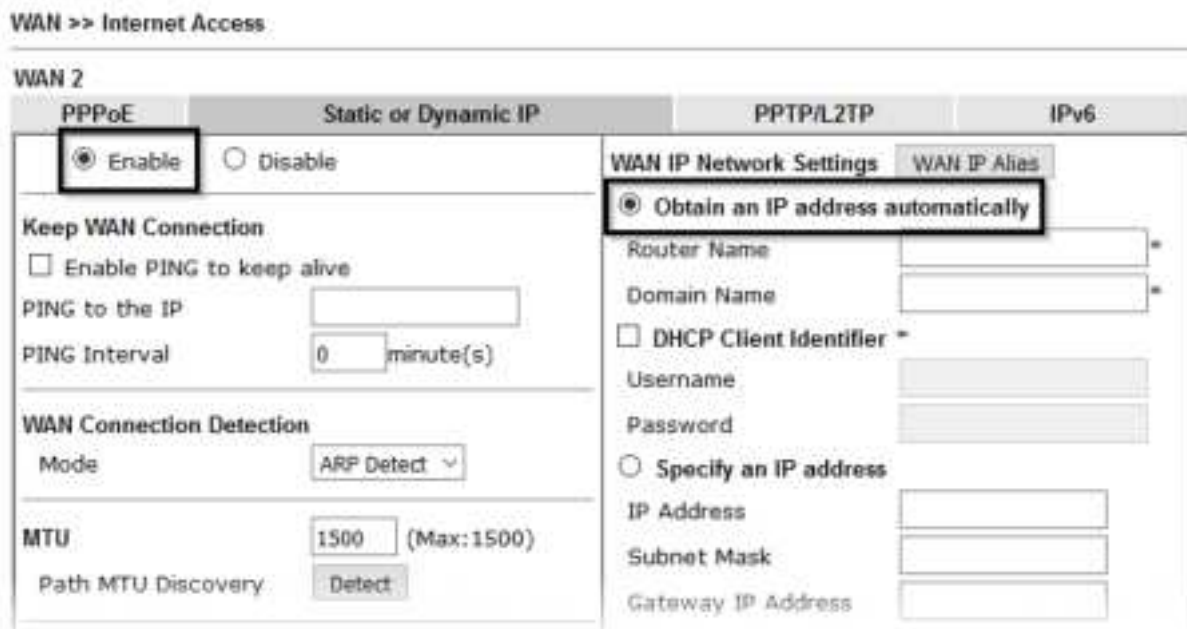 WAN >> Internet Access
WAN 2
PPPoE Static or Dynamic IP PPTP/L2TP IPv6
Enable Disable
Keep WAN Connection
Enable PING to keep alive
PING to the IP
PING Interval 0 minute(s)
WAN Connection Detection
Mode ARP Detect
MTU 1500 (Max:1500)
Path MTU Discovery Detect
WAN IP Network Settings WAN IP Alias
Obtain an IP address automatically
Router Name *
Domain Name *
DHCP Client Identifier *
Username
Password
Specify an IP address
IP Address
Subnet Mask
Gateway IP Address